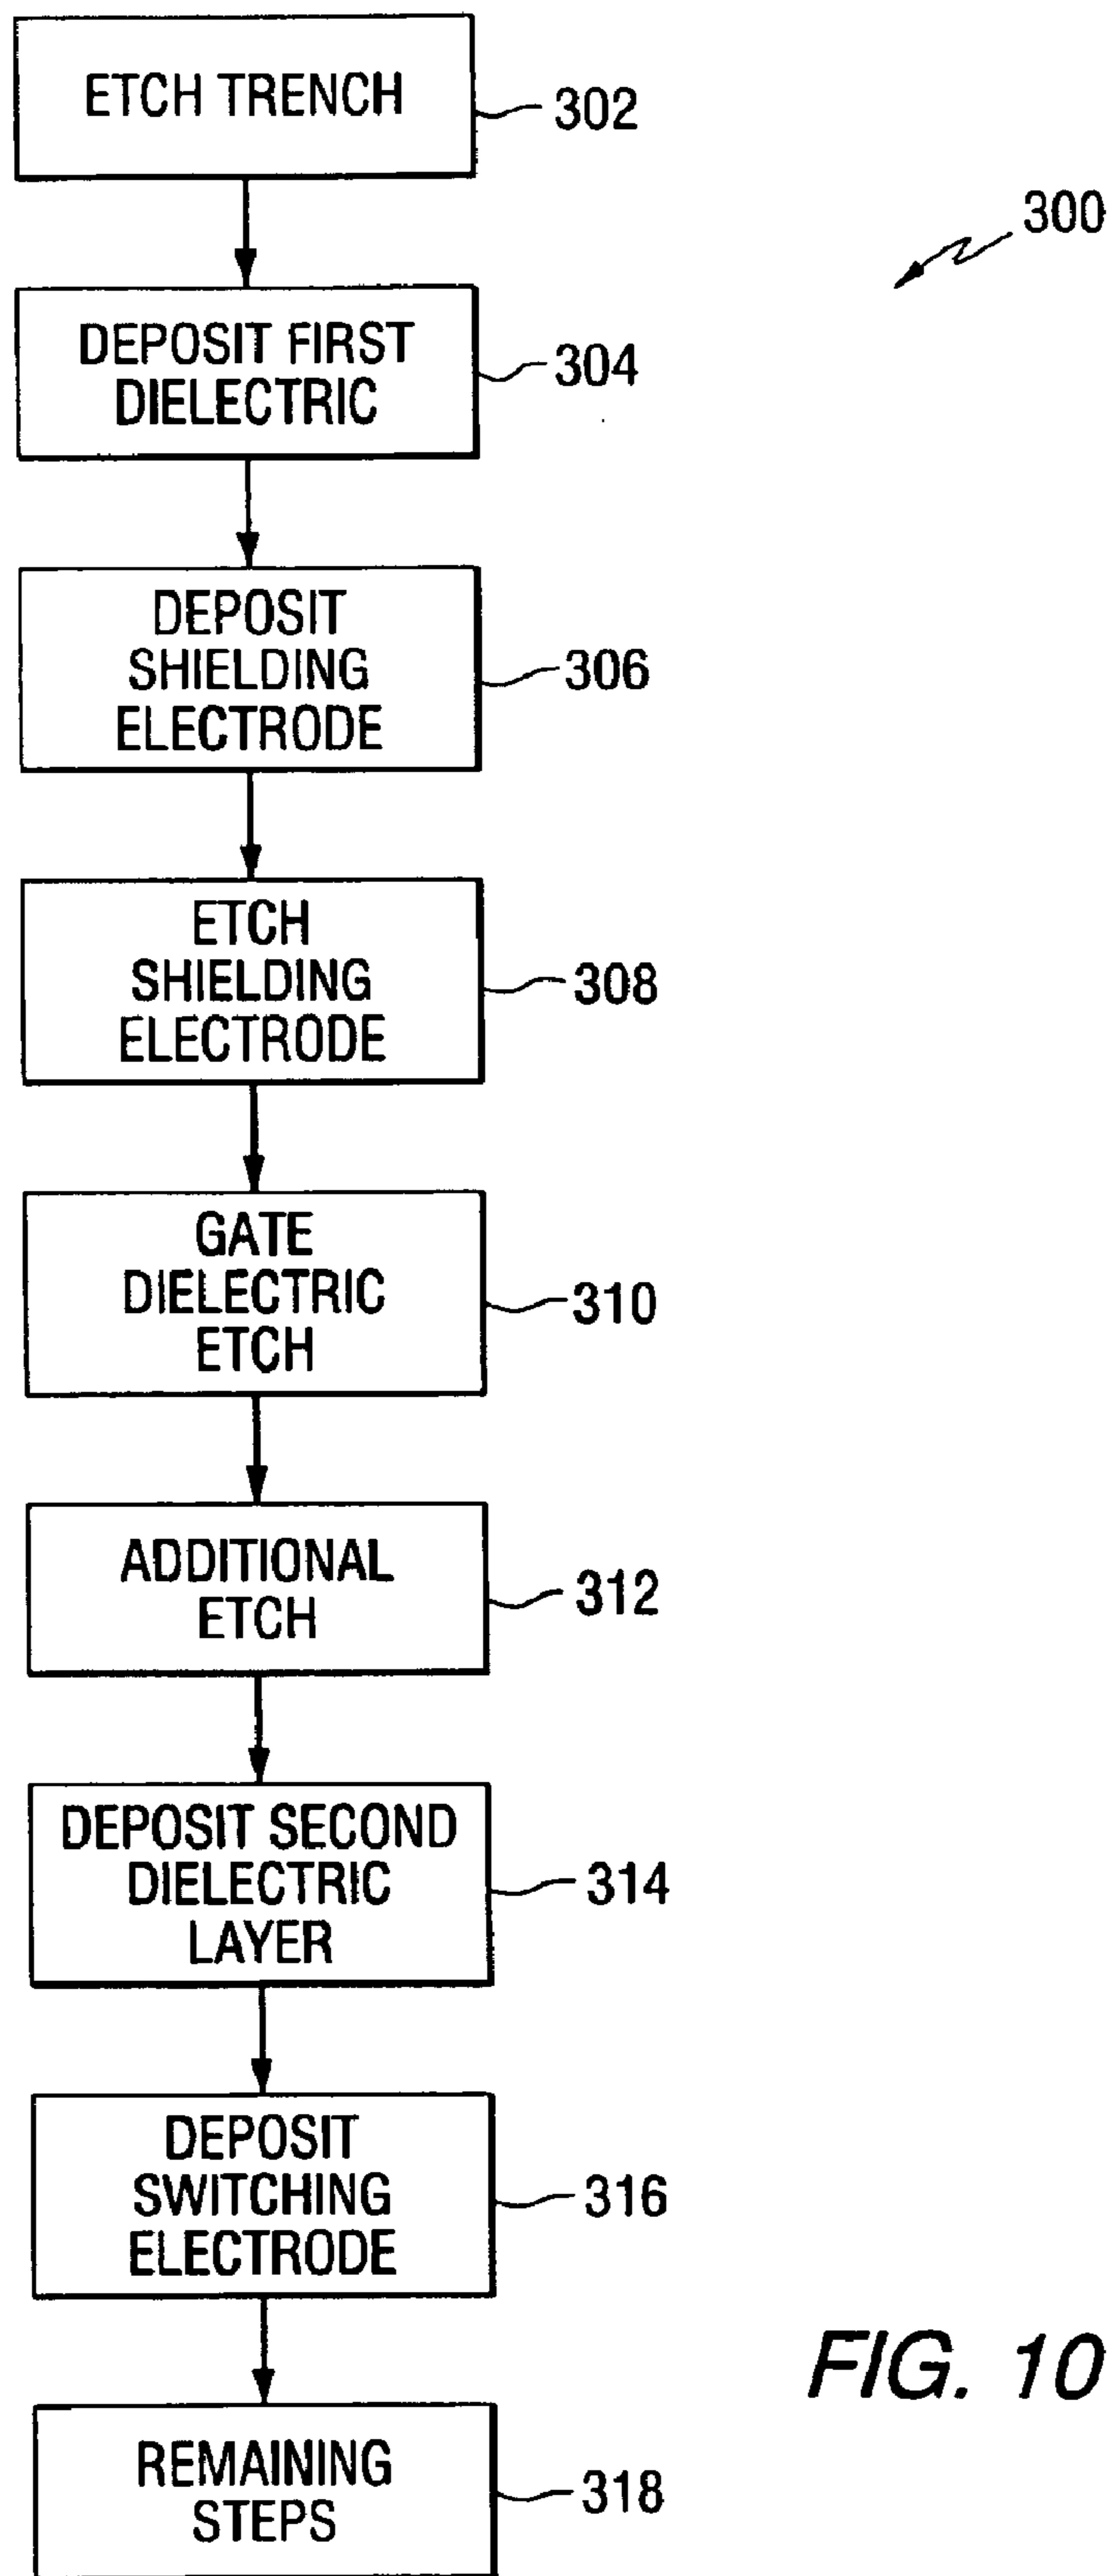 ETCH TRENCH
302
300
DEPOSIT FIRST
DIELECTRIC
304
DEPOSIT
SHIELDING
ELECTRODE
306
ETCH
SHIELDING
ELECTRODE
308
GATE
DIELECTRIC
ETCH
310
ADDITIONAL
ETCH
312
DEPOSIT SECOND
DIELECTRIC
LAYER
314
DEPOSIT
SWITCHING
ELECTRODE
316
REMAINING
STEPS
318
FIG. 10